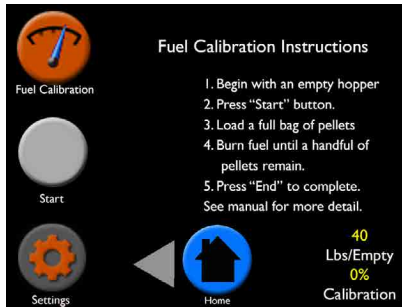 Fuel Calibration Instructions
Fuel Calibration
1. Begin with an empty hopper
2. Press “Start” button.
3. Load a full bag of pellets
4. Burn fuel until a handful of
pellets remain.
5. Press “End” to complete.
See manual for more detail.
Start
40
Lbs/Empty
0%
Calibration
Settings
Home